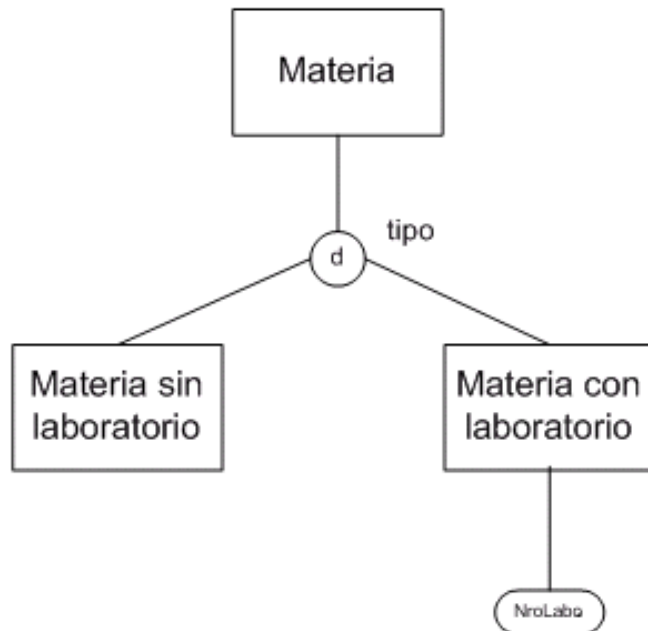 Materia
tipo
d
Materia sin
laboratorio
Materia con
laboratorio
NroLabo